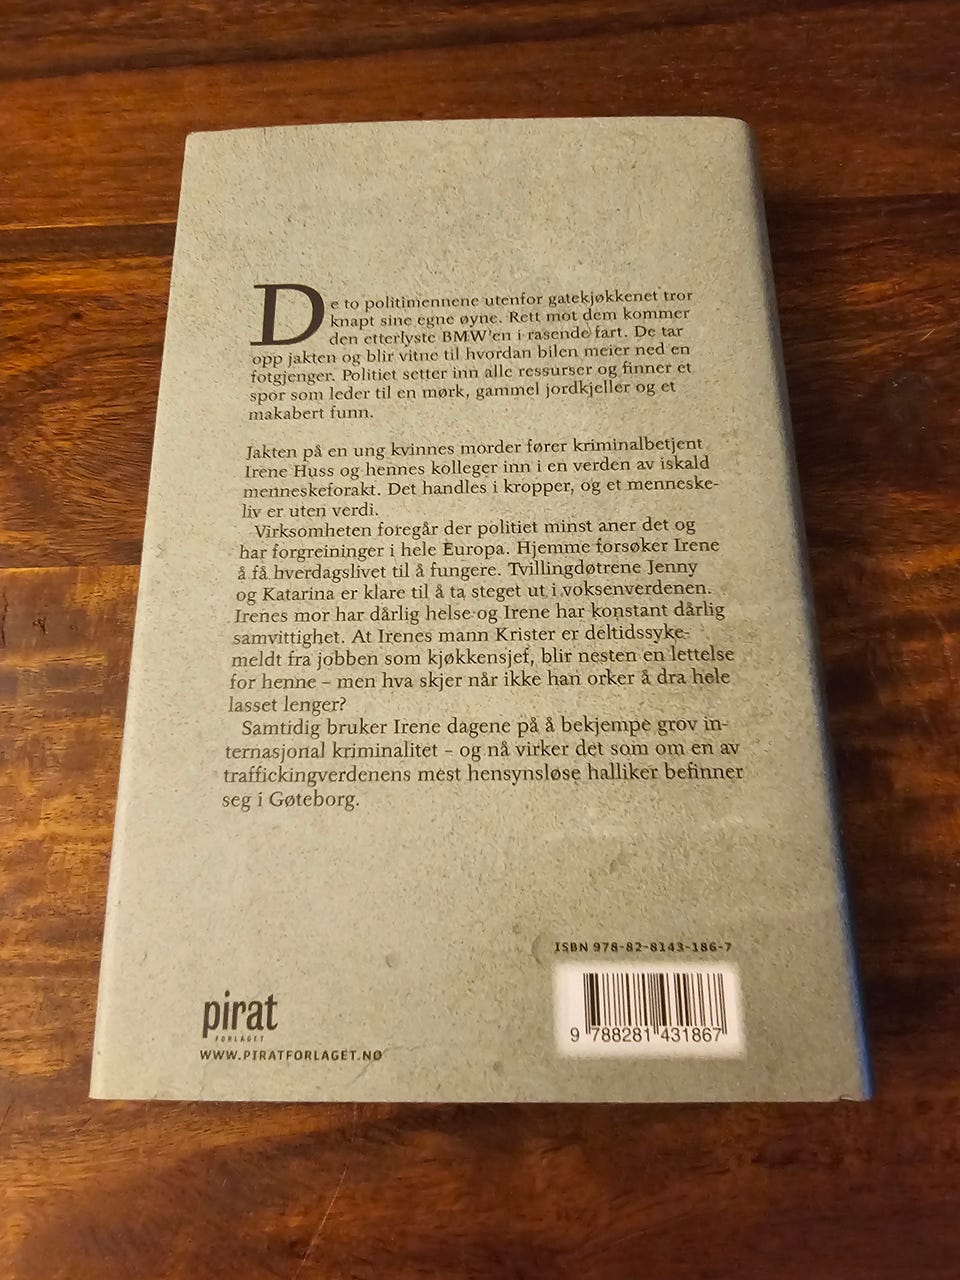 De to politimennene utenfor gatekjøkkenet tror
knapt sine egne øyne. Rett mot dem kommer
den etterlyste BMW'en i rasende fart. De tar
opp jakten og blir vitne til hvordan bilen meier ned en
fotgjenger. Politiet setter inn alle ressurser og finner et
spor som leder til en mørk, gammel jordkjeller og et
makabert funn.
Jakten på en ung kvinnes morder fører kriminalbetjent
Irene Huss og hennes kolleger inn i en verden av iskald
menneskeforakt. Det handles i kropper, og et menneske-
liv er uten verdi.
Virksomheten foregår der politiet minst aner det og
har forgreininger i hele Europa. Hjemme forsøker Irene
å få hverdagslivet til å fungere. Tvillingdøtrene Jenny
og Katarina er klare til å ta steget ut i voksenverdenen.
Irenes mor har dårlig helse og Irene har konstant dårlig
samvittighet. At Irenes mann Krister er deltidssyke-
meldt fra jobben som kjøkkensjef, blir nesten en lettelse
for henne – men hva skjer når ikke han orker å dra hele
lasset lenger?
Samtidig bruker Irene dagene på å bekjempe grov in-
ternasjonal kriminalitet – og nå virker det som om en av
traffickingverdenens mest hensynsløse halliker befinner
seg i Gøteborg.
ISBN 978-82-8143-186-7
9 788281 431867
pirat
FORLAGET
WWW.PIRATFORLAGET.NO